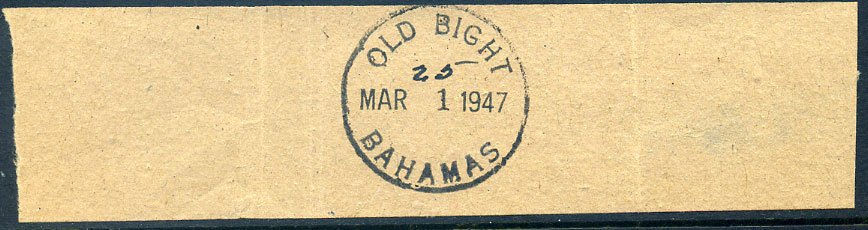 OLD BIGHT
25
MAR 1 1947
BAHAMAS